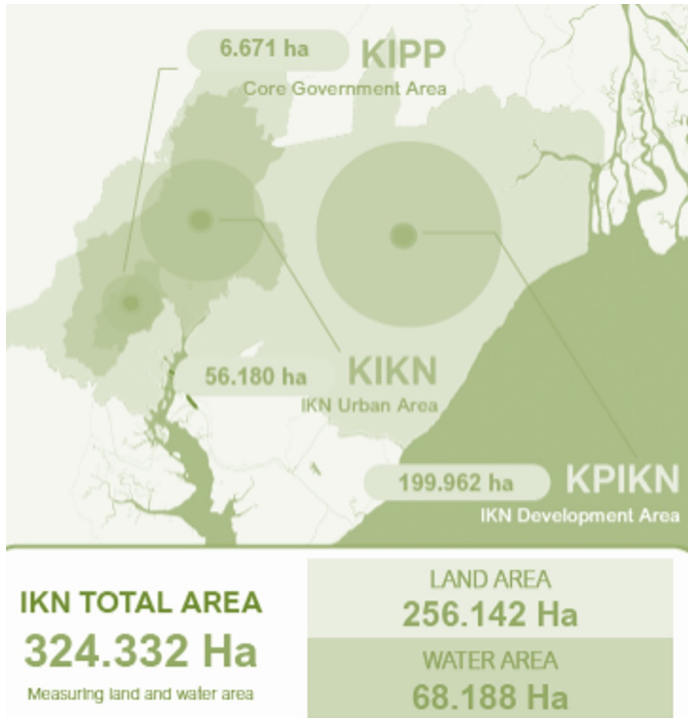 6.671 ha KIPP
Core Government Area
56.180 ha KIKN
IKN Urban Area
199.962 ha KPIKN
IKN Development Area
IKN TOTAL AREA
324.332 Ha
Measuring land and water area
LAND AREA
256.142 Ha
WATER AREA
68.188 Ha